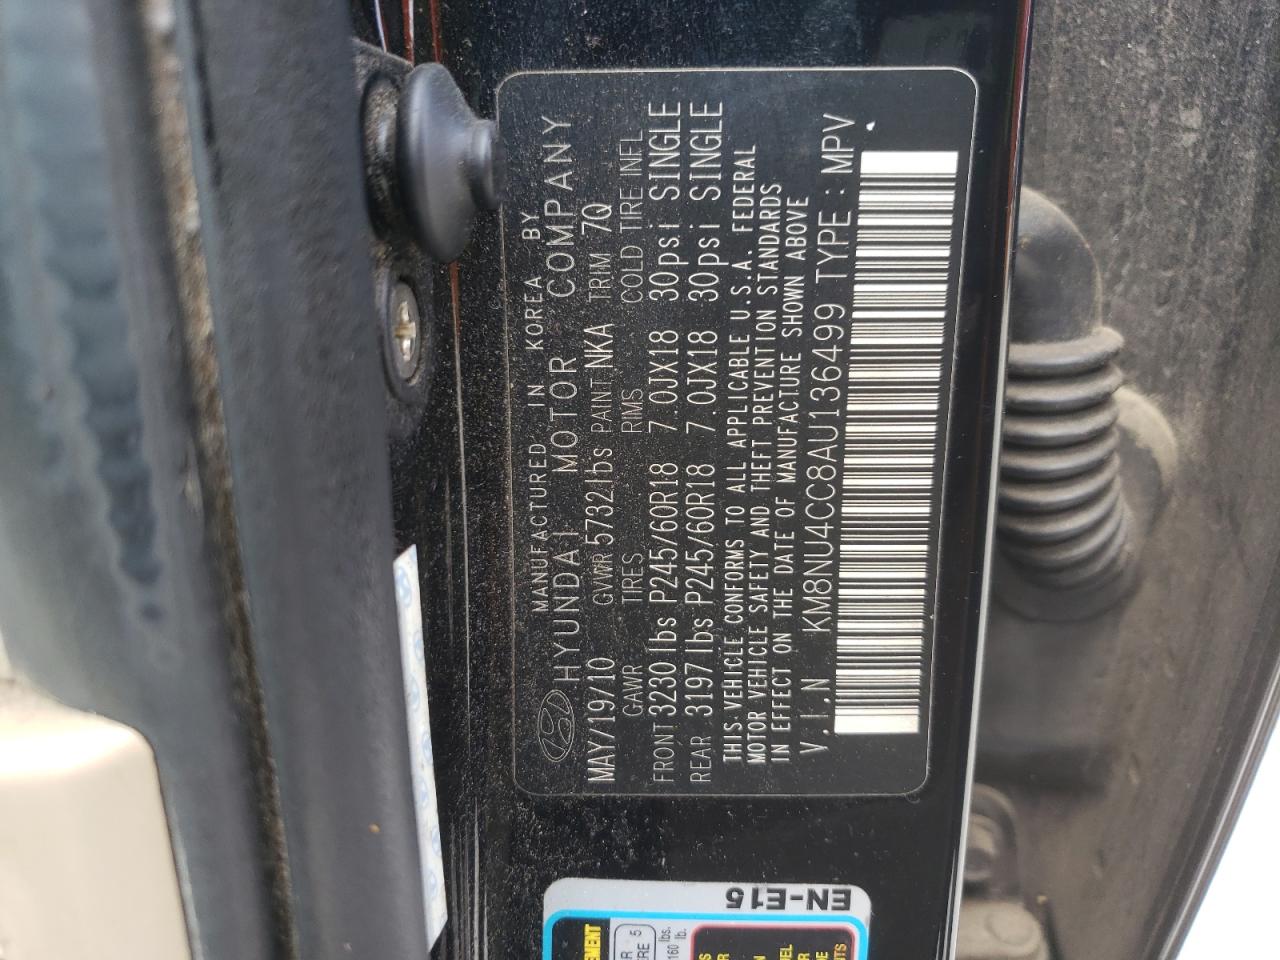 MANUFACTURED IN KOREA BY
HYUNDAI MOTOR COMPANY
MAY/19/10 GVWR 5732 lbs PAINT NKA TRIM 7Q
GAWR TIRES RIMS COLD TIRE INFL
FRONT 3230 lbs P245/60R18 7.0JX18 30psi SINGLE
REAR 3197 lbs P245/60R18 7.0JX18 30psi SINGLE
THIS VEHICLE CONFORMS TO ALL APPLICABLE U.S.A. FEDERAL
MOTOR VEHICLE SAFETY AND THEFT PREVENTION STANDARDS
IN EFFECT ON THE DATE OF MANUFACTURE SHOWN ABOVE
V.I.N KM8NU4CC8AU136499 TYPE : MPV
EN-E15